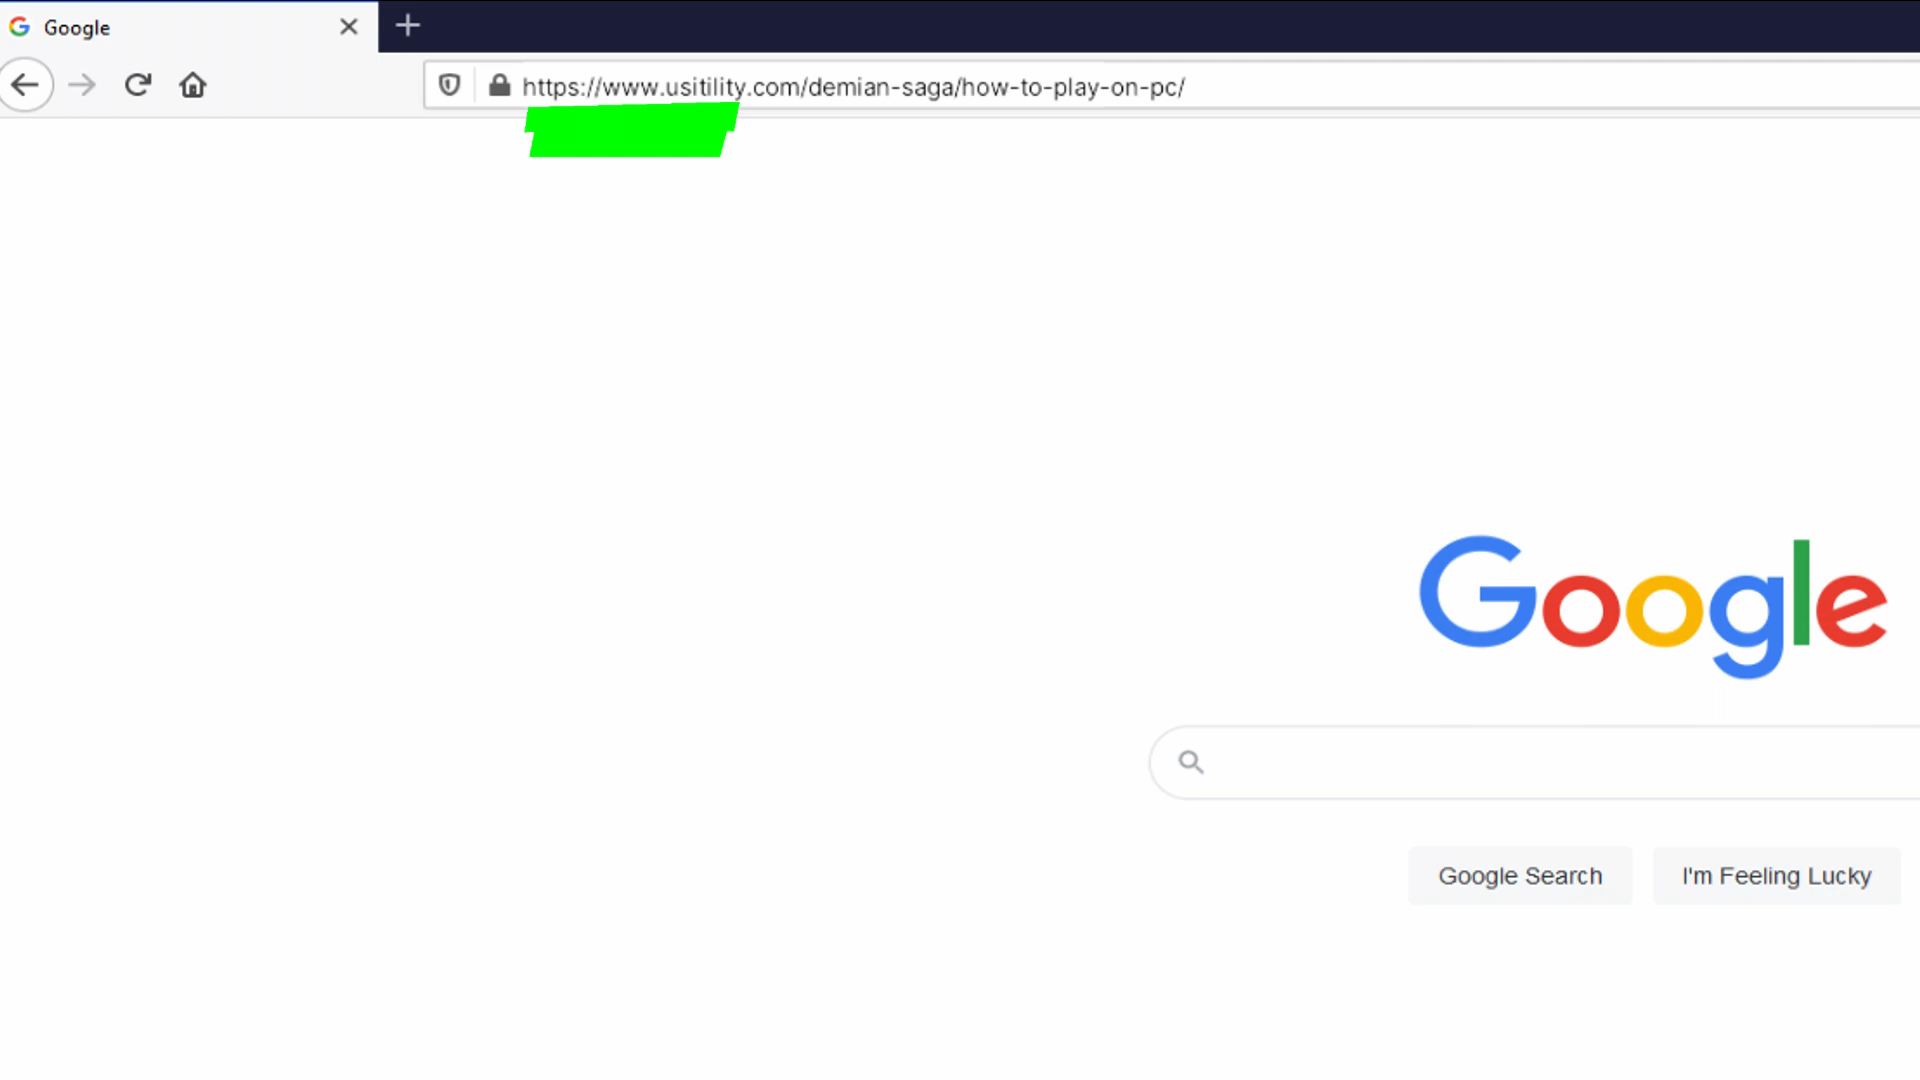 Google
https://www.usitility.com/demian-saga/how-to-play-on-pc/
Google
Google Search
I'm Feeling Lucky